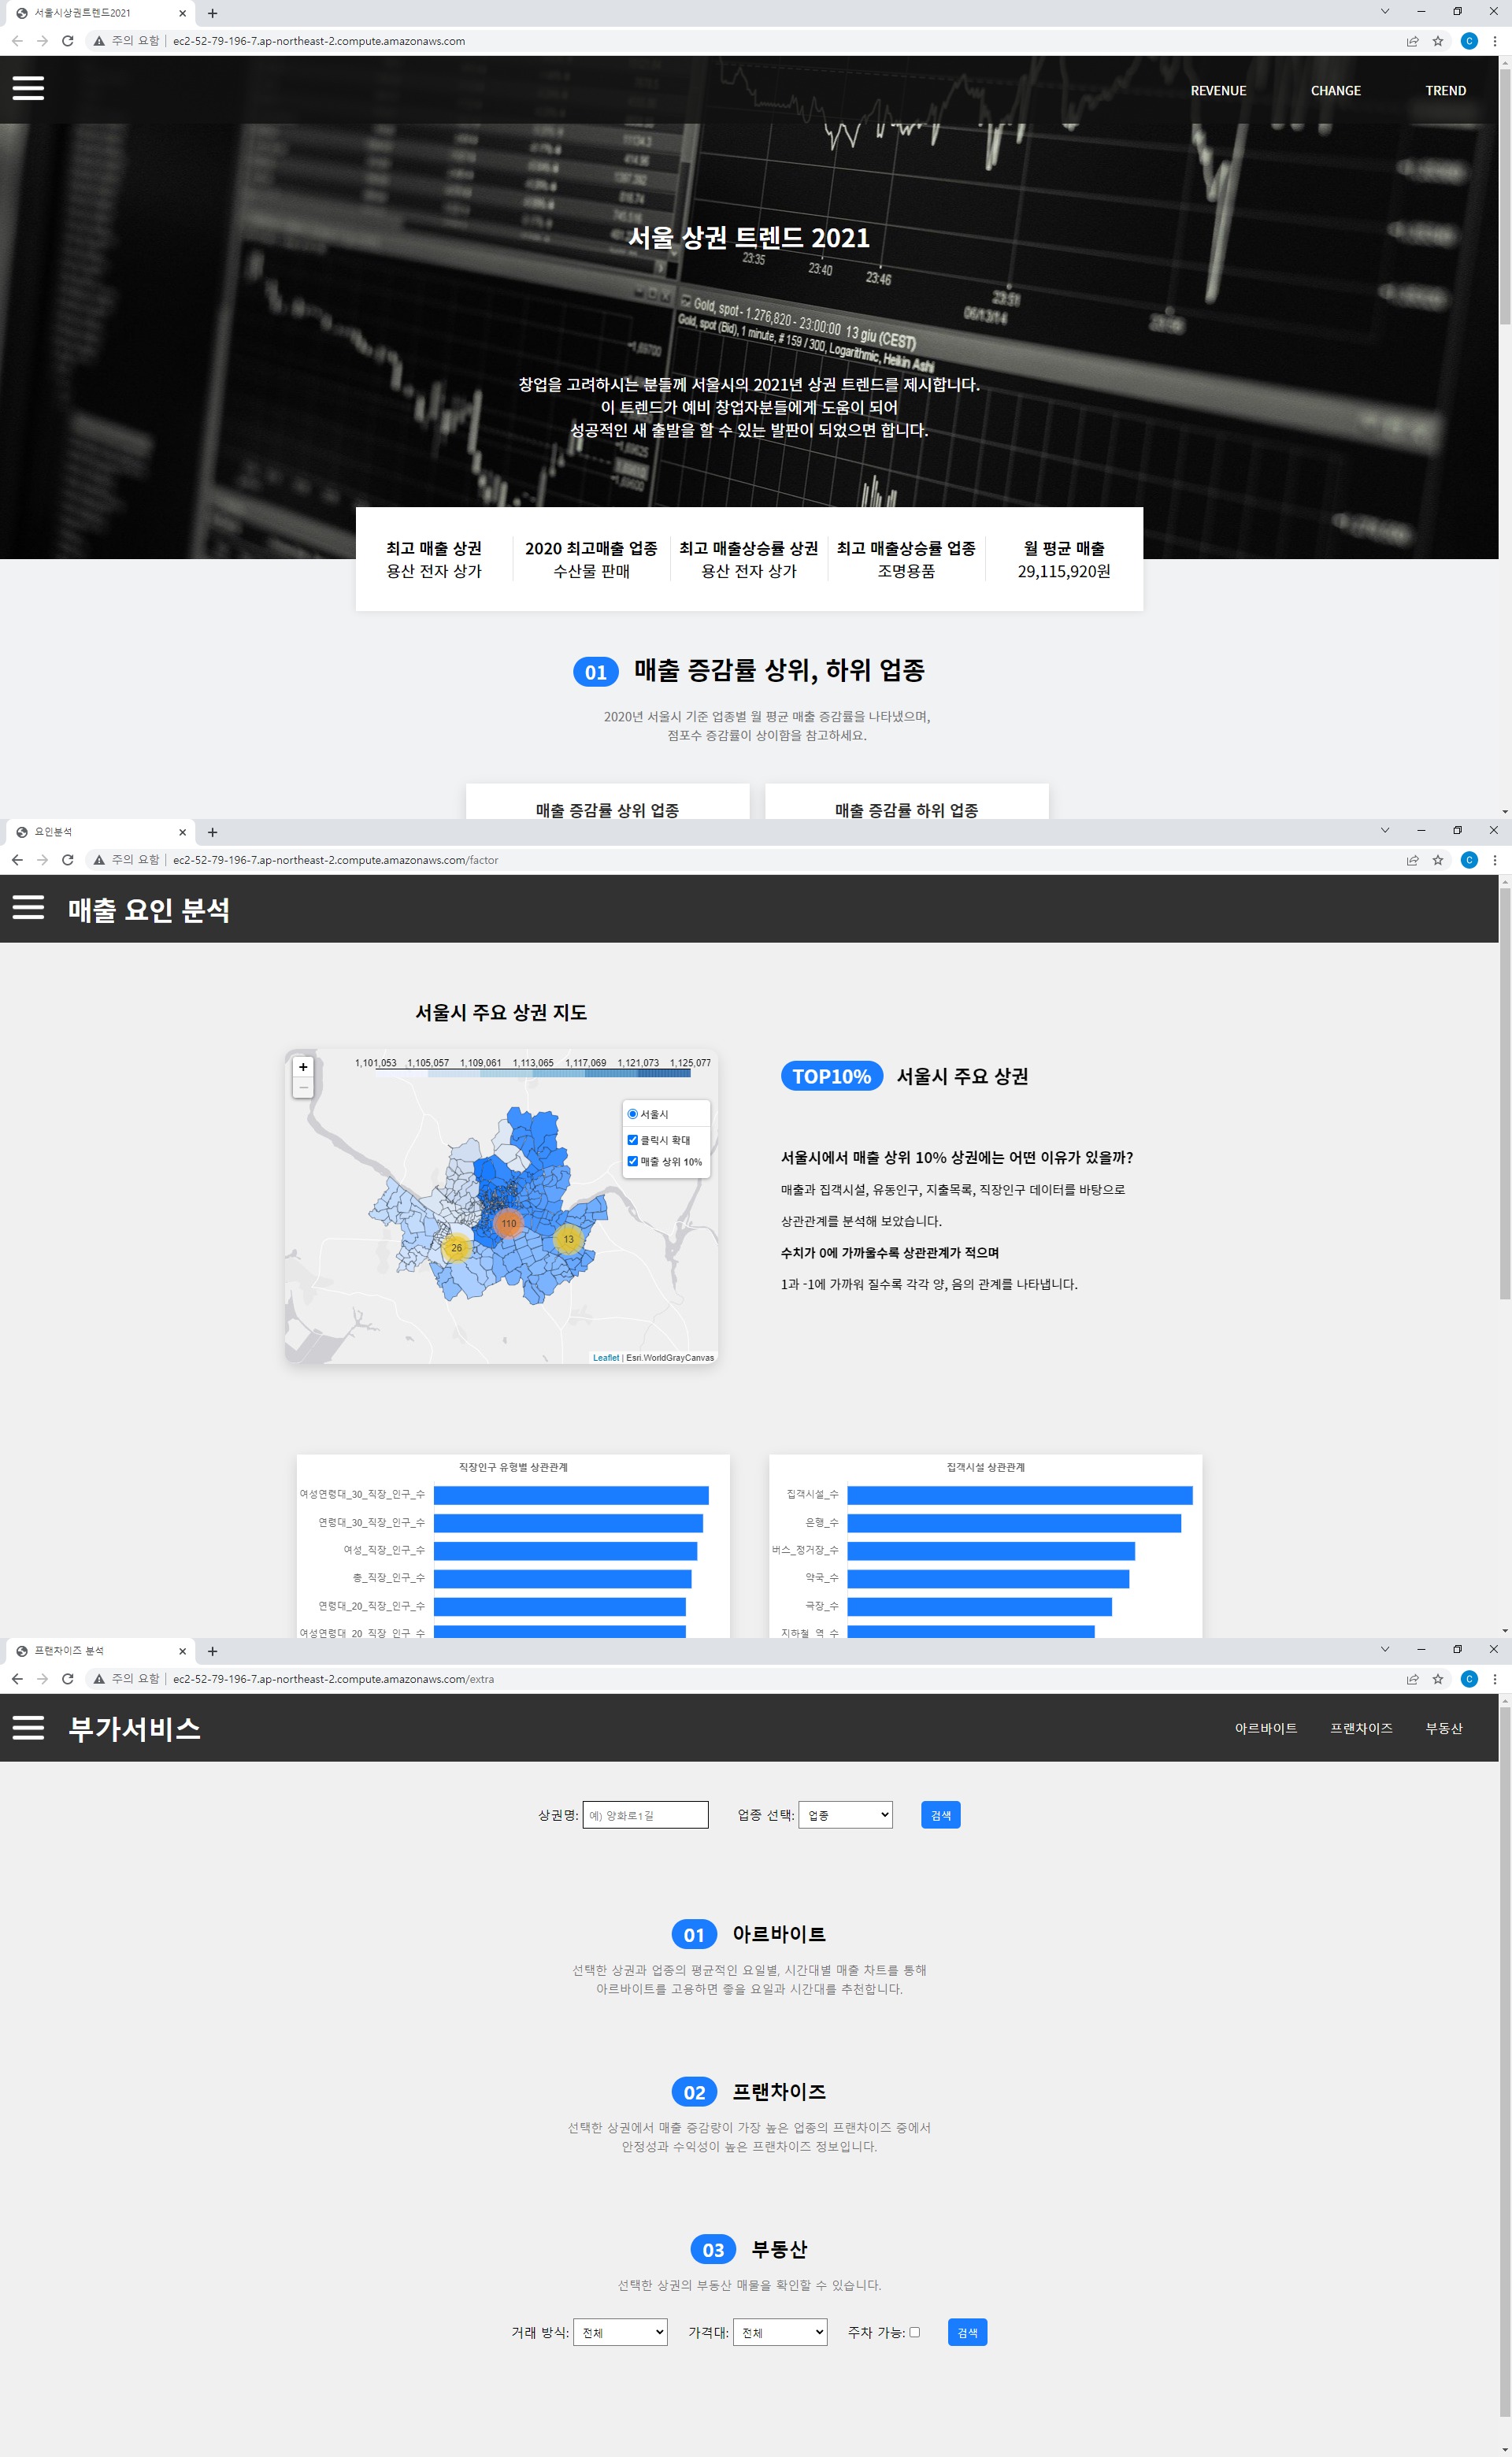 서울시상권트렌드2021
주의 요함
ec2-52-79-196-7.ap-northeast-2.compute.amazonaws.com
C
REVENUE
CHANGE
TREND
서울 상권 트렌드 2021
23:35
23:40
23:46
23:51
06/13/14
Gold, spot - 1.276,820 - 23:00:00 13 giu (CEST)
Gold, spot (Bid), 1 minute, # 159 / 300, Logarithmic, Heikin Ashi
창업을 고려하시는 분들께 서울시의 2021년 상권 트렌드를 제시합니다.
이 트렌드가 예비 창업자분들에게 도움이 되어
성공적인 새 출발을 할 수 있는 발판이 되었으면 합니다.
최고 매출 상권
용산 전자 상가
2020 최고매출 업종
수산물 판매
최고 매출상승률 상권
용산 전자 상가
최고 매출상승률 업종
조명용품
월 평균 매출
29,115,920원
01 매출 증감률 상위, 하위 업종
2020년 서울시 기준 업종별 월 평균 매출 증감률을 나타냈으며,
점포수 증감률이 상이함을 참고하세요.
매출 증감률 상위 업종
매출 증감률 하위 업종
요인분석
주의 요함
ec2-52-79-196-7.ap-northeast-2.compute.amazonaws.com/factor
C
매출 요인 분석
서울시 주요 상권 지도
+
−
1,101,053 1,105,057 1,109,061 1,113,065 1,117,069 1,121,073 1,125,077
서울시
클릭시 확대
매출 상위 10%
110
26
13
Leaflet | Esri.WorldGrayCanvas
TOP10% 서울시 주요 상권
서울시에서 매출 상위 10% 상권에는 어떤 이유가 있을까?
매출과 집객시설, 유동인구, 지출목록, 직장인구 데이터를 바탕으로
상관관계를 분석해 보았습니다.
수치가 0에 가까울수록 상관관계가 적으며
1과 -1에 가까워 질수록 각각 양, 음의 관계를 나타냅니다.
직장인구 유형별 상관관계
여성연령대_30_직장_인구_수
연령대_30_직장_인구_수
여성_직장_인구_수
총_직장_인구_수
연령대_20_직장_인구_수
여성연령대_20_직장_인구_수
집객시설 상관관계
집객시설_수
은행_수
버스_정거장_수
약국_수
극장_수
지하철_역_수
프랜차이즈 분석
주의 요함
ec2-52-79-196-7.ap-northeast-2.compute.amazonaws.com/extra
C
부가서비스
아르바이트
프랜차이즈
부동산
상권명: 예) 양화로1길
업종 선택: 업종
검색
01 아르바이트
선택한 상권과 업종의 평균적인 요일별, 시간대별 매출 차트를 통해
아르바이트를 고용하면 좋을 요일과 시간대를 추천합니다.
02 프랜차이즈
선택한 상권에서 매출 증감량이 가장 높은 업종의 프랜차이즈 중에서
안정성과 수익성이 높은 프랜차이즈 정보입니다.
03 부동산
선택한 상권의 부동산 매물을 확인할 수 있습니다.
거래 방식: 전체
가격대: 전체
주차 가능:
검색